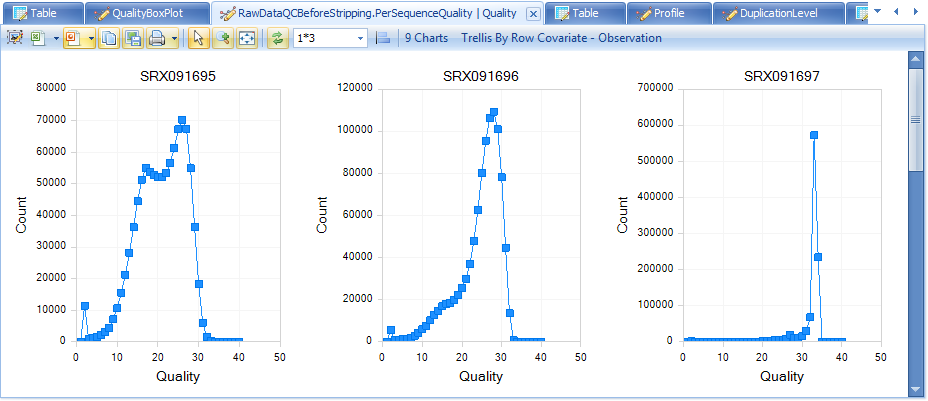 Table QualityBoxPlot RawDataQCBeforeStripping.PerSequenceQuality | Quality Table Profile DuplicationLevel
1*3 9 Charts Trellis By Row Covariate - Observation
SRX091695
80000
70000
60000
50000
40000
30000
20000
10000
0
0 10 20 30 40 50
Count
Quality
SRX091696
120000
100000
80000
60000
40000
20000
0
0 10 20 30 40 50
Count
Quality
SRX091697
700000
600000
500000
400000
300000
200000
100000
0
0 10 20 30 40 50
Count
Quality